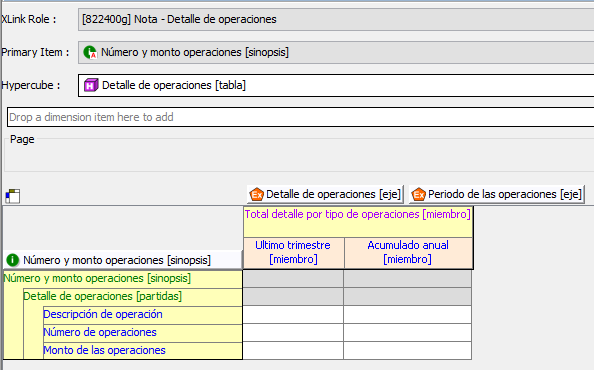 XLink Role : [822400g] Nota - Detalle de operaciones
Primary Item : Número y monto operaciones [sinopsis]
Hypercube : Detalle de operaciones [tabla]
Drop a dimension item here to add
Page
Detalle de operaciones [eje] Periodo de las operaciones [eje]
Total detalle por tipo de operaciones [miembro]
Ultimo trimestre [miembro]
Acumulado anual [miembro]
Número y monto operaciones [sinopsis]
Número y monto operaciones [sinopsis]
Detalle de operaciones [partidas]
Descripción de operación
Número de operaciones
Monto de las operaciones